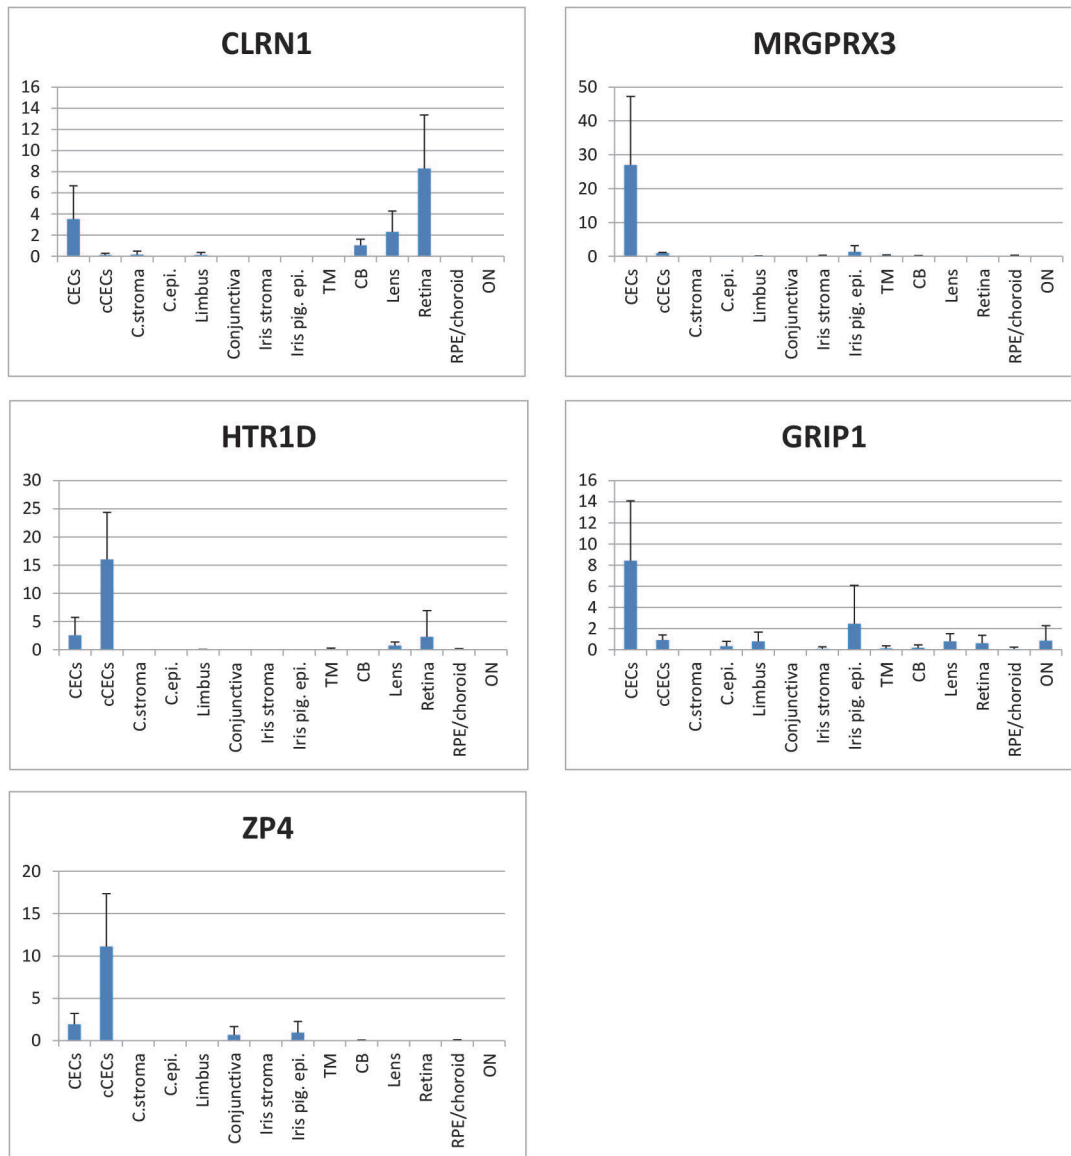 CLRN1
16
14
12
10
8
6
4
2
0
CECs
cCECs
C.stroma
C.epi.
Limbus
Conjunctiva
Iris stroma
Iris pig. epi.
TM
CB
Lens
Retina
RPE/choroid
ON
MRGPRX3
50
40
30
20
10
0
CECs
cCECs
C.stroma
C.epi.
Limbus
Conjunctiva
Iris stroma
Iris pig. epi.
TM
CB
Lens
Retina
RPE/choroid
ON
HTR1D
30
25
20
15
10
5
0
CECs
cCECs
C.stroma
C.epi.
Limbus
Conjunctiva
Iris stroma
Iris pig. epi.
TM
CB
Lens
Retina
RPE/choroid
ON
GRIP1
16
14
12
10
8
6
4
2
0
CECs
cCECs
C.stroma
C.epi.
Limbus
Conjunctiva
Iris stroma
Iris pig. epi.
TM
CB
Lens
Retina
RPE/choroid
ON
ZP4
20
15
10
5
0
CECs
cCECs
C.stroma
C.epi.
Limbus
Conjunctiva
Iris stroma
Iris pig. epi.
TM
CB
Lens
Retina
RPE/choroid
ON